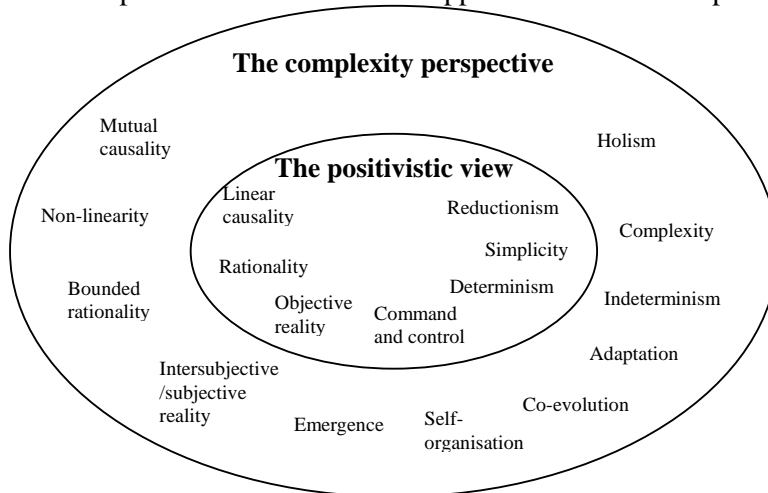 The complexity perspective
Mutual
causality
Holism
The positivistic view
Linear
causality
Reductionism
Non-linearity
Complexity
Simplicity
Rationality
Bounded
rationality
Determinism
Objective
reality
Command
and control
Indeterminism
Adaptation
Intersubjective
/subjective
reality
Co-evolution
Emergence
Self-
organisation